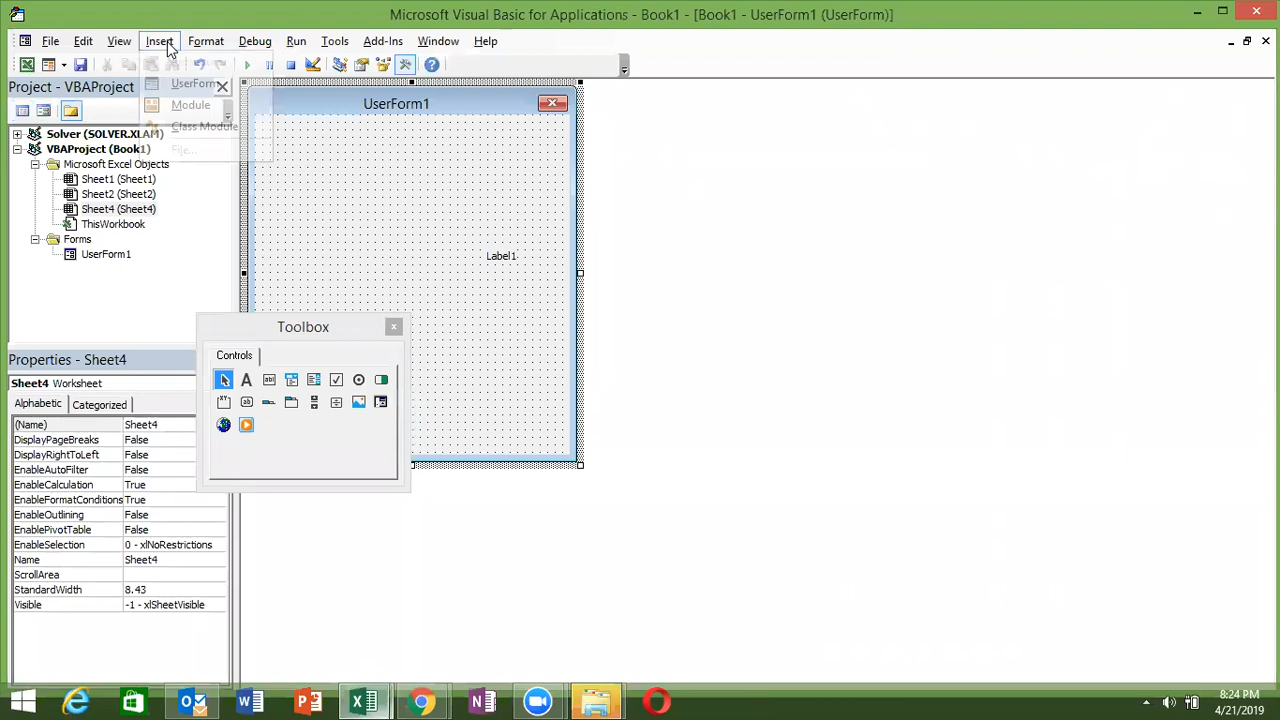 Microsoft Visual Basic for Applications - Book1 - [Book1 - UserForm1 (UserForm)]
File Edit View Insert Format Debug Run Tools Add-Ins Window Help
Project - VBAProject
UserForm
Module
Class Module
File...
Solver (SOLVER.XLAM)
VBAProject (Book1)
Microsoft Excel Objects
Sheet1 (Sheet1)
Sheet2 (Sheet2)
Sheet4 (Sheet4)
ThisWorkbook
Forms
UserForm1
UserForm1
Label1
Toolbox
Controls
Properties - Sheet4
Sheet4 Worksheet
Alphabetic Categorized
(Name) Sheet4
DisplayPageBreaks False
DisplayRightToLeft False
EnableAutoFilter False
EnableCalculation True
EnableFormatConditions True
EnableOutlining False
EnablePivotTable False
EnableSelection 0 - xlNoRestrictions
Name Sheet4
ScrollArea
StandardWidth 8.43
Visible -1 - xlSheetVisible
8:24 PM
4/21/2019